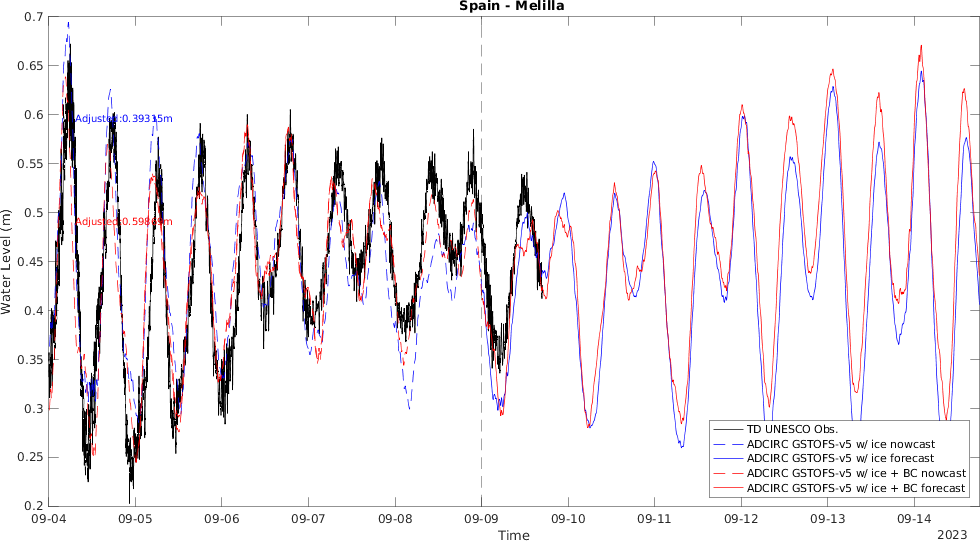 Spain - Melilla
0.7
0.65
0.6
0.55
0.5
0.45
0.4
0.35
0.3
0.25
0.2
Water Level (m)
Adjusted:0.39315m
TD UNESCO Obs.
ADCIRC GSTOFS-v5 w/ ice nowcast
ADCIRC GSTOFS-v5 w/ ice forecast
ADCIRC GSTOFS-v5 w/ ice + BC nowcast
ADCIRC GSTOFS-v5 w/ ice + BC forecast
09-04 09-05 09-06 09-07 09-08 09-09 09-10 09-11 09-12 09-13 09-14
Time
2023